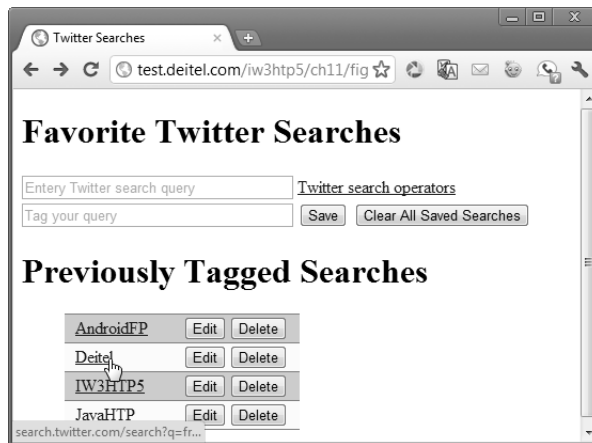 Twitter Searches
test.deitel.com/iw3htp5/ch11/fig
Favorite Twitter Searches
Entery Twitter search query Twitter search operators
Tag your query Save Clear All Saved Searches
Previously Tagged Searches
AndroidFP Edit Delete
Deitel Edit Delete
IW3HTP5 Edit Delete
JavaHTP Edit Delete
search.twitter.com/search?q=fr...